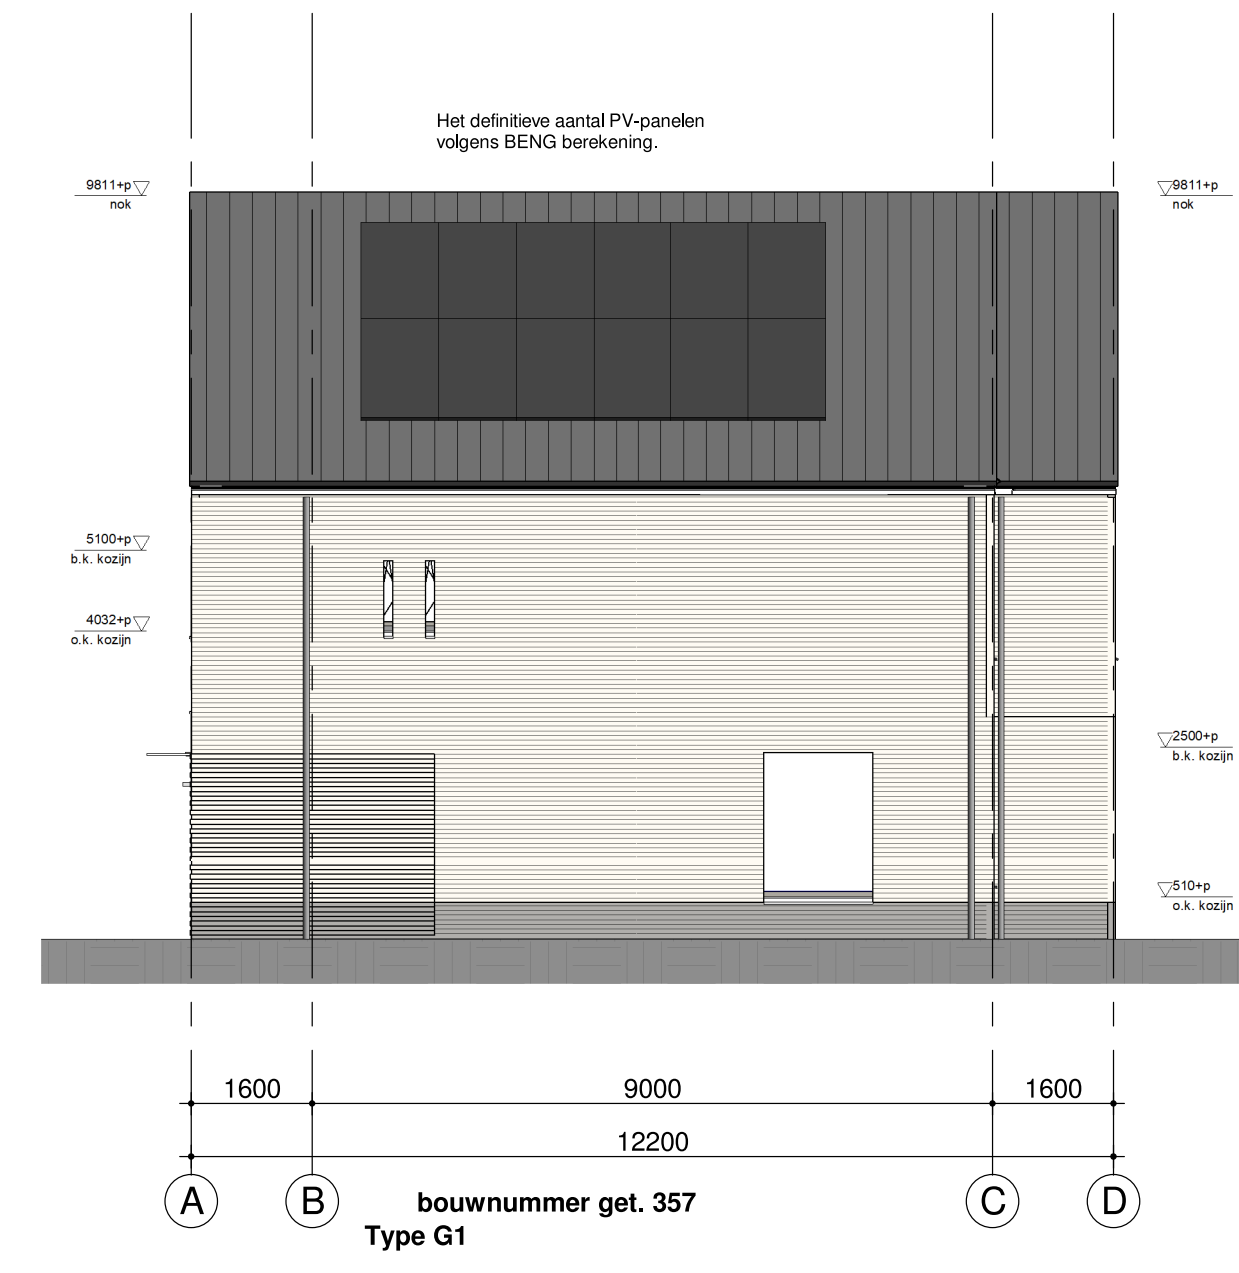 Het definitieve aantal PV-panelen
volgens BENG berekening.
9811+p
nok
9811+p
nok
5100+p
b.k. kozijn
4032+p
o.k. kozijn
2500+p
b.k. kozijn
510+p
o.k. kozijn
1600
9000
1600
12200
A
B
C
D
bouwnummer get. 357
Type G1